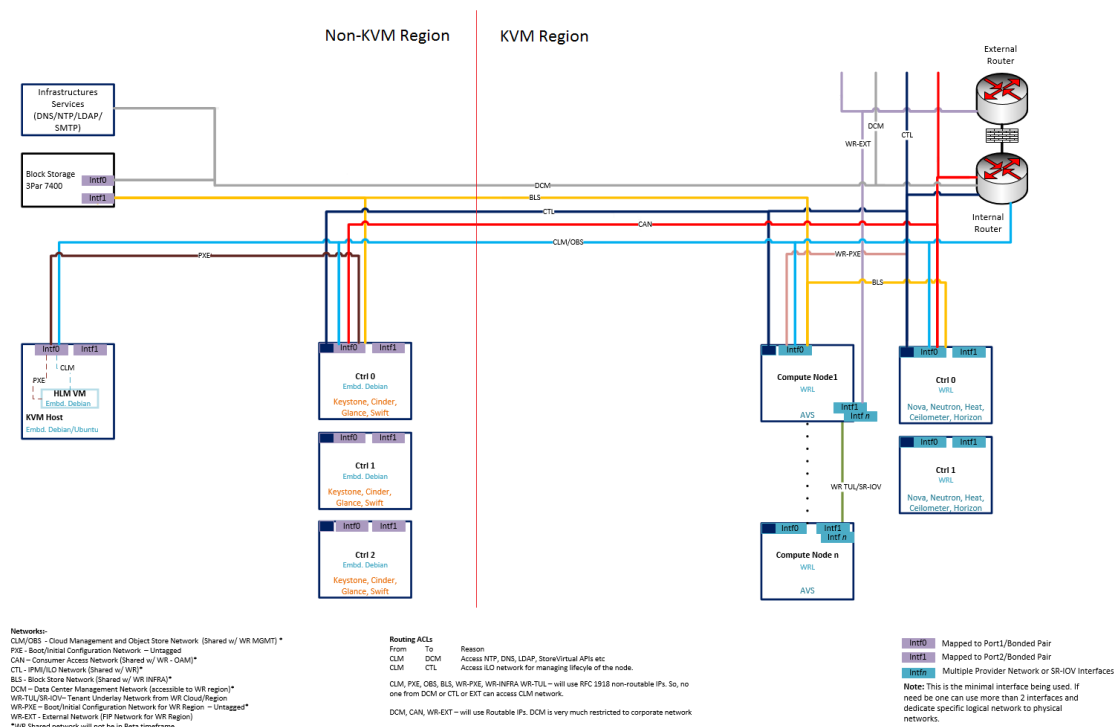 Non-KVM Region
KVM Region
External
Router
Infrastructures
Services
(DNS/NTP/LDAP/
SMTP)
DCM
CTL
WR-EXT
Block Storage
3Par 7400
Intf0
Intf1
DCM
BLS
CTL
CAN
Internal
Router
CLM/OBS
PXE
WR-PXE
BLS
Intf0
Intf1
CLM
PXE
HLM VM
Embd. Debian
KVM Host
Embd. Debian/Ubuntu
Intf0
Intf1
Ctrl 0
Embd. Debian
Keystone, Cinder,
Glance, Swift
Intf0
Intf1
Ctrl 1
Embd. Debian
Keystone, Cinder,
Glance, Swift
Intf0
Intf1
Ctrl 2
Embd. Debian
Keystone, Cinder,
Glance, Swift
Intf0
Compute Node1
WRL
AVS
Intf1
Intf n
WR TUL/SR-IOV
Intf0
Intf1
Intf n
Compute Node n
WRL
AVS
Intf0
Intf1
Ctrl 0
WRL
Nova, Neutron, Heat,
Ceilometer, Horizon
Intf0
Intf1
Ctrl 1
WRL
Nova, Neutron, Heat,
Ceilometer, Horizon
Networks:-
CLM/OBS - Cloud Management and Object Store Network (Shared w/ WR MGMT) *
PXE - Boot/Initial Configuration Network – Untagged
CAN – Consumer Access Network (Shared w/ WR - OAM)*
CTL - IPMI/ILO Network (Shared w/ WR)*
BLS - Block Store Network (Shared w/ WR INFRA)*
DCM – Data Center Management Network (accessible to WR region)*
WR-TUL/SR-IOV– Tenant Underlay Network from WR Cloud/Region
WR-PXE – Boot/Initial Configuration Network for WR Region – Untagged*
WR-EXT - External Network (FIP Network for WR Region)
*WR Shared network will not be in Beta timeframe
Routing ACLs
From To Reason
CLM DCM Access NTP, DNS, LDAP, StoreVirtual APIs etc
CLM CTL Access iLO network for managing lifecyle of the node.
CLM, PXE, OBS, BLS, WR-PXE, WR-INFRA WR-TUL – will use RFC 1918 non-routable IPs. So, no
one from DCM or CTL or EXT can access CLM network.
DCM, CAN, WR-EXT – will use Routable IPs. DCM is very much restricted to corporate network
Intf0 Mapped to Port1/Bonded Pair
Intf1 Mapped to Port2/Bonded Pair
Intfn Multiple Provider Network or SR-IOV Interfaces
Note: This is the minimal interface being used. If
need be one can use more than 2 interfaces and
dedicate specific logical network to physical
networks.